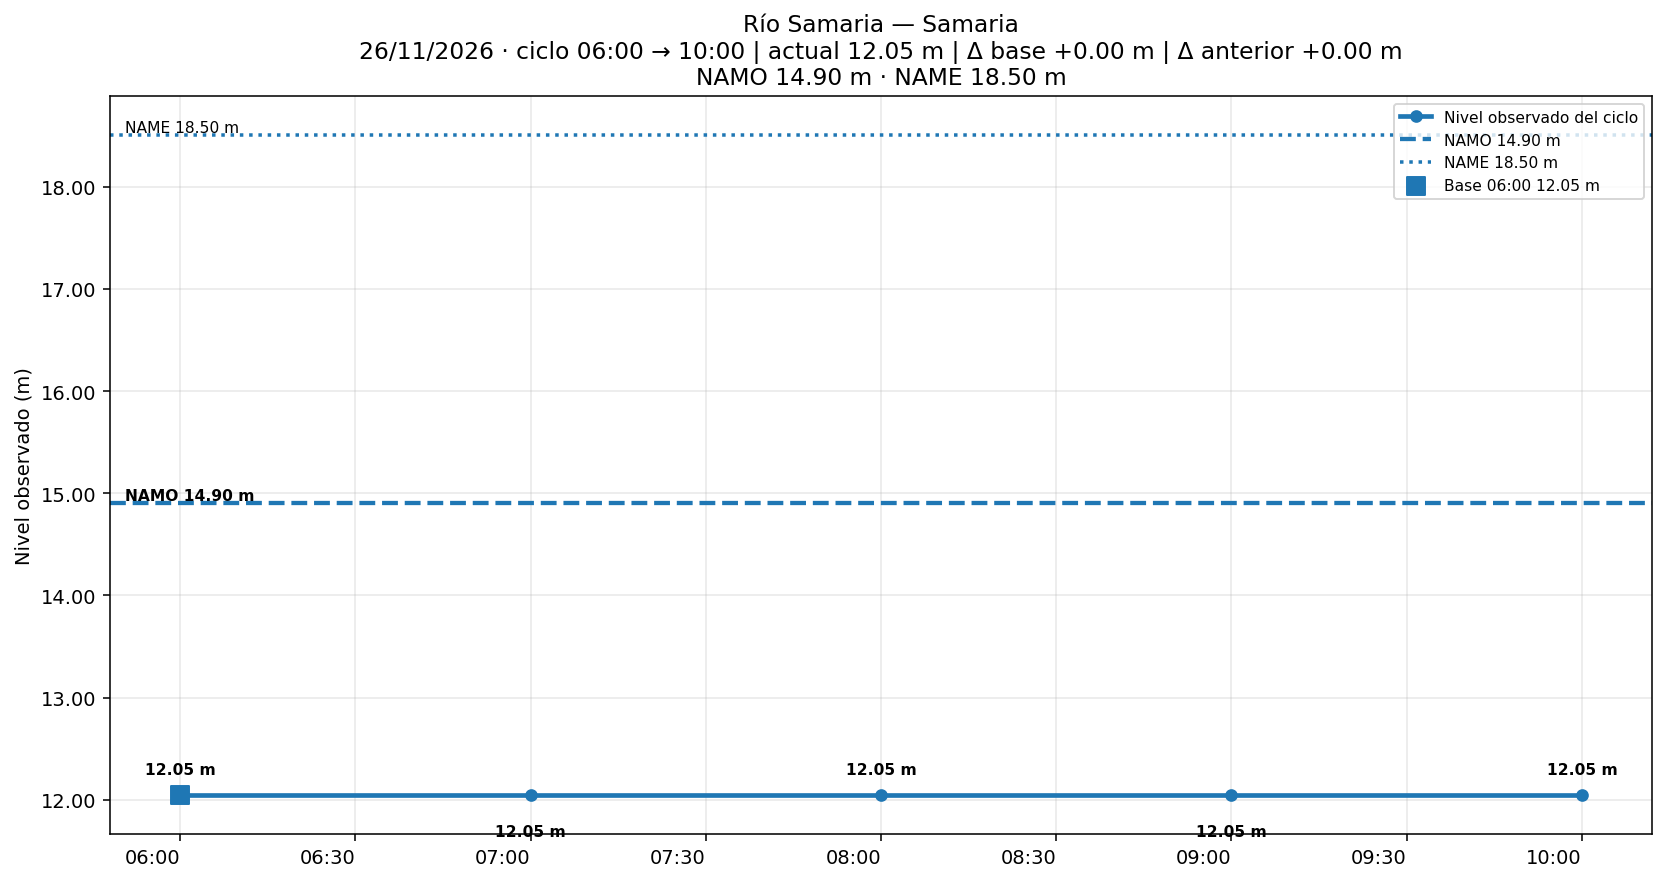 Río Samaria — Samaria
26/11/2026 · ciclo 06:00 → 10:00 | actual 12.05 m | Δ base +0.00 m | Δ anterior +0.00 m
NAMO 14.90 m · NAME 18.50 m
NAME 18.50 m
Nivel observado del ciclo
NAMO 14.90 m
NAME 18.50 m
Base 06:00 12.05 m
Nivel observado (m)
18.00
17.00
16.00
15.00
14.00
13.00
12.00
NAMO 14.90 m
12.05 m
12.05 m
12.05 m
12.05 m
12.05 m
06:00
06:30
07:00
07:30
08:00
08:30
09:00
09:30
10:00